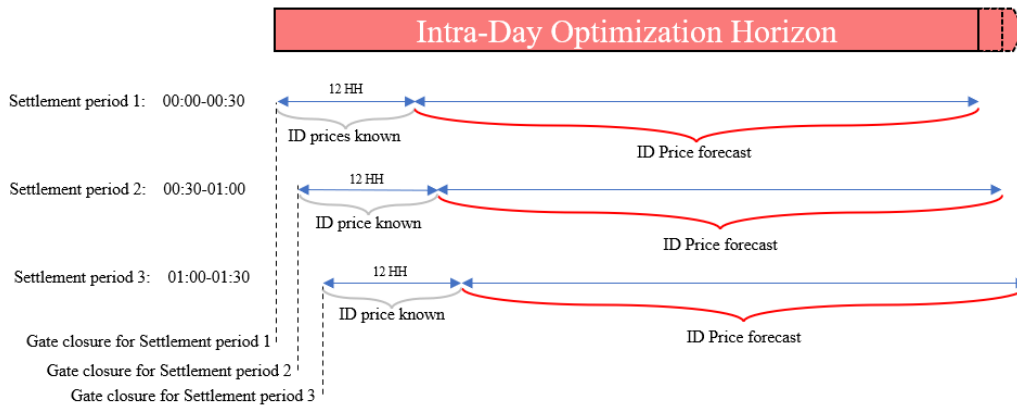 Intra-Day Optimization Horizon
12 HH
Settlement period 1: 00:00-00:30
ID prices known
ID Price forecast
12 HH
Settlement period 2: 00:30-01:00
ID price known
ID Price forecast
12 HH
Settlement period 3: 01:00-01:30
ID price known
ID Price forecast
Gate closure for Settlement period 1
Gate closure for Settlement period 2
Gate closure for Settlement period 3